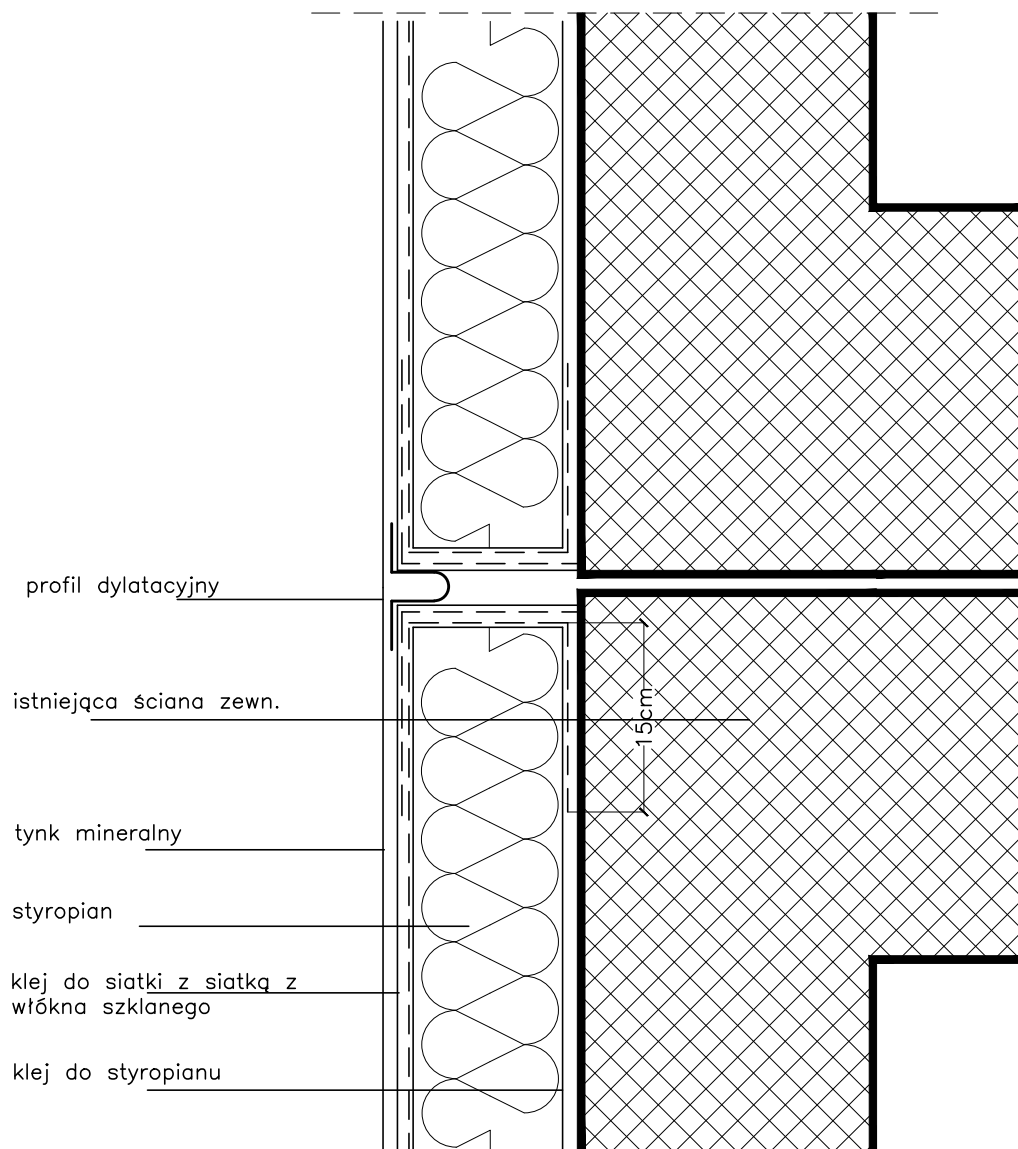 profil dylatacyjny
istniejąca ściana zewn.
15cm
tynk mineralny
styropian
klej do siatki z siatką z
włókna szklanego
klej do styropianu